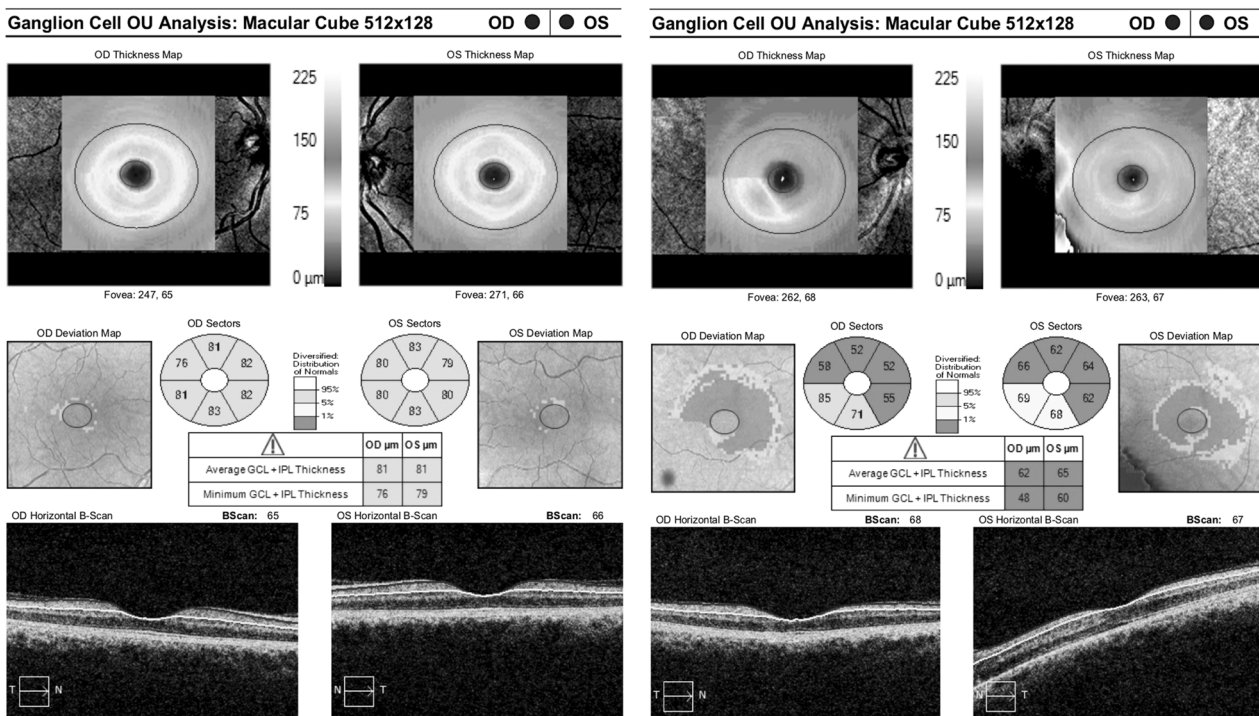 Ganglion Cell OU Analysis: Macular Cube 512x128 OD OS
OD Thickness Map
OS Thickness Map
225
150
75
0 µm
Fovea: 247, 65
Fovea: 271, 66
OD Deviation Map
OD Sectors
OS Sectors
OS Deviation Map
81
76
82
81
82
83
Diversified:
Distribution
of Normals
95%
5%
1%
83
80
79
80
80
83
OD µm OS µm
Average GCL + IPL Thickness 81 81
Minimum GCL + IPL Thickness 76 79
OD Horizontal B-Scan BScan: 65
OS Horizontal B-Scan BScan: 66
T N
N T
Ganglion Cell OU Analysis: Macular Cube 512x128 OD OS
OD Thickness Map
OS Thickness Map
225
150
75
0 µm
Fovea: 262, 68
Fovea: 263, 67
OD Deviation Map
OD Sectors
OS Sectors
OS Deviation Map
52
58
52
85
55
71
Diversified:
Distribution
of Normals
95%
5%
1%
62
66
64
69
62
68
OD µm OS µm
Average GCL + IPL Thickness 62 65
Minimum GCL + IPL Thickness 48 60
OD Horizontal B-Scan BScan: 68
OS Horizontal B-Scan BScan: 67
T N
N T